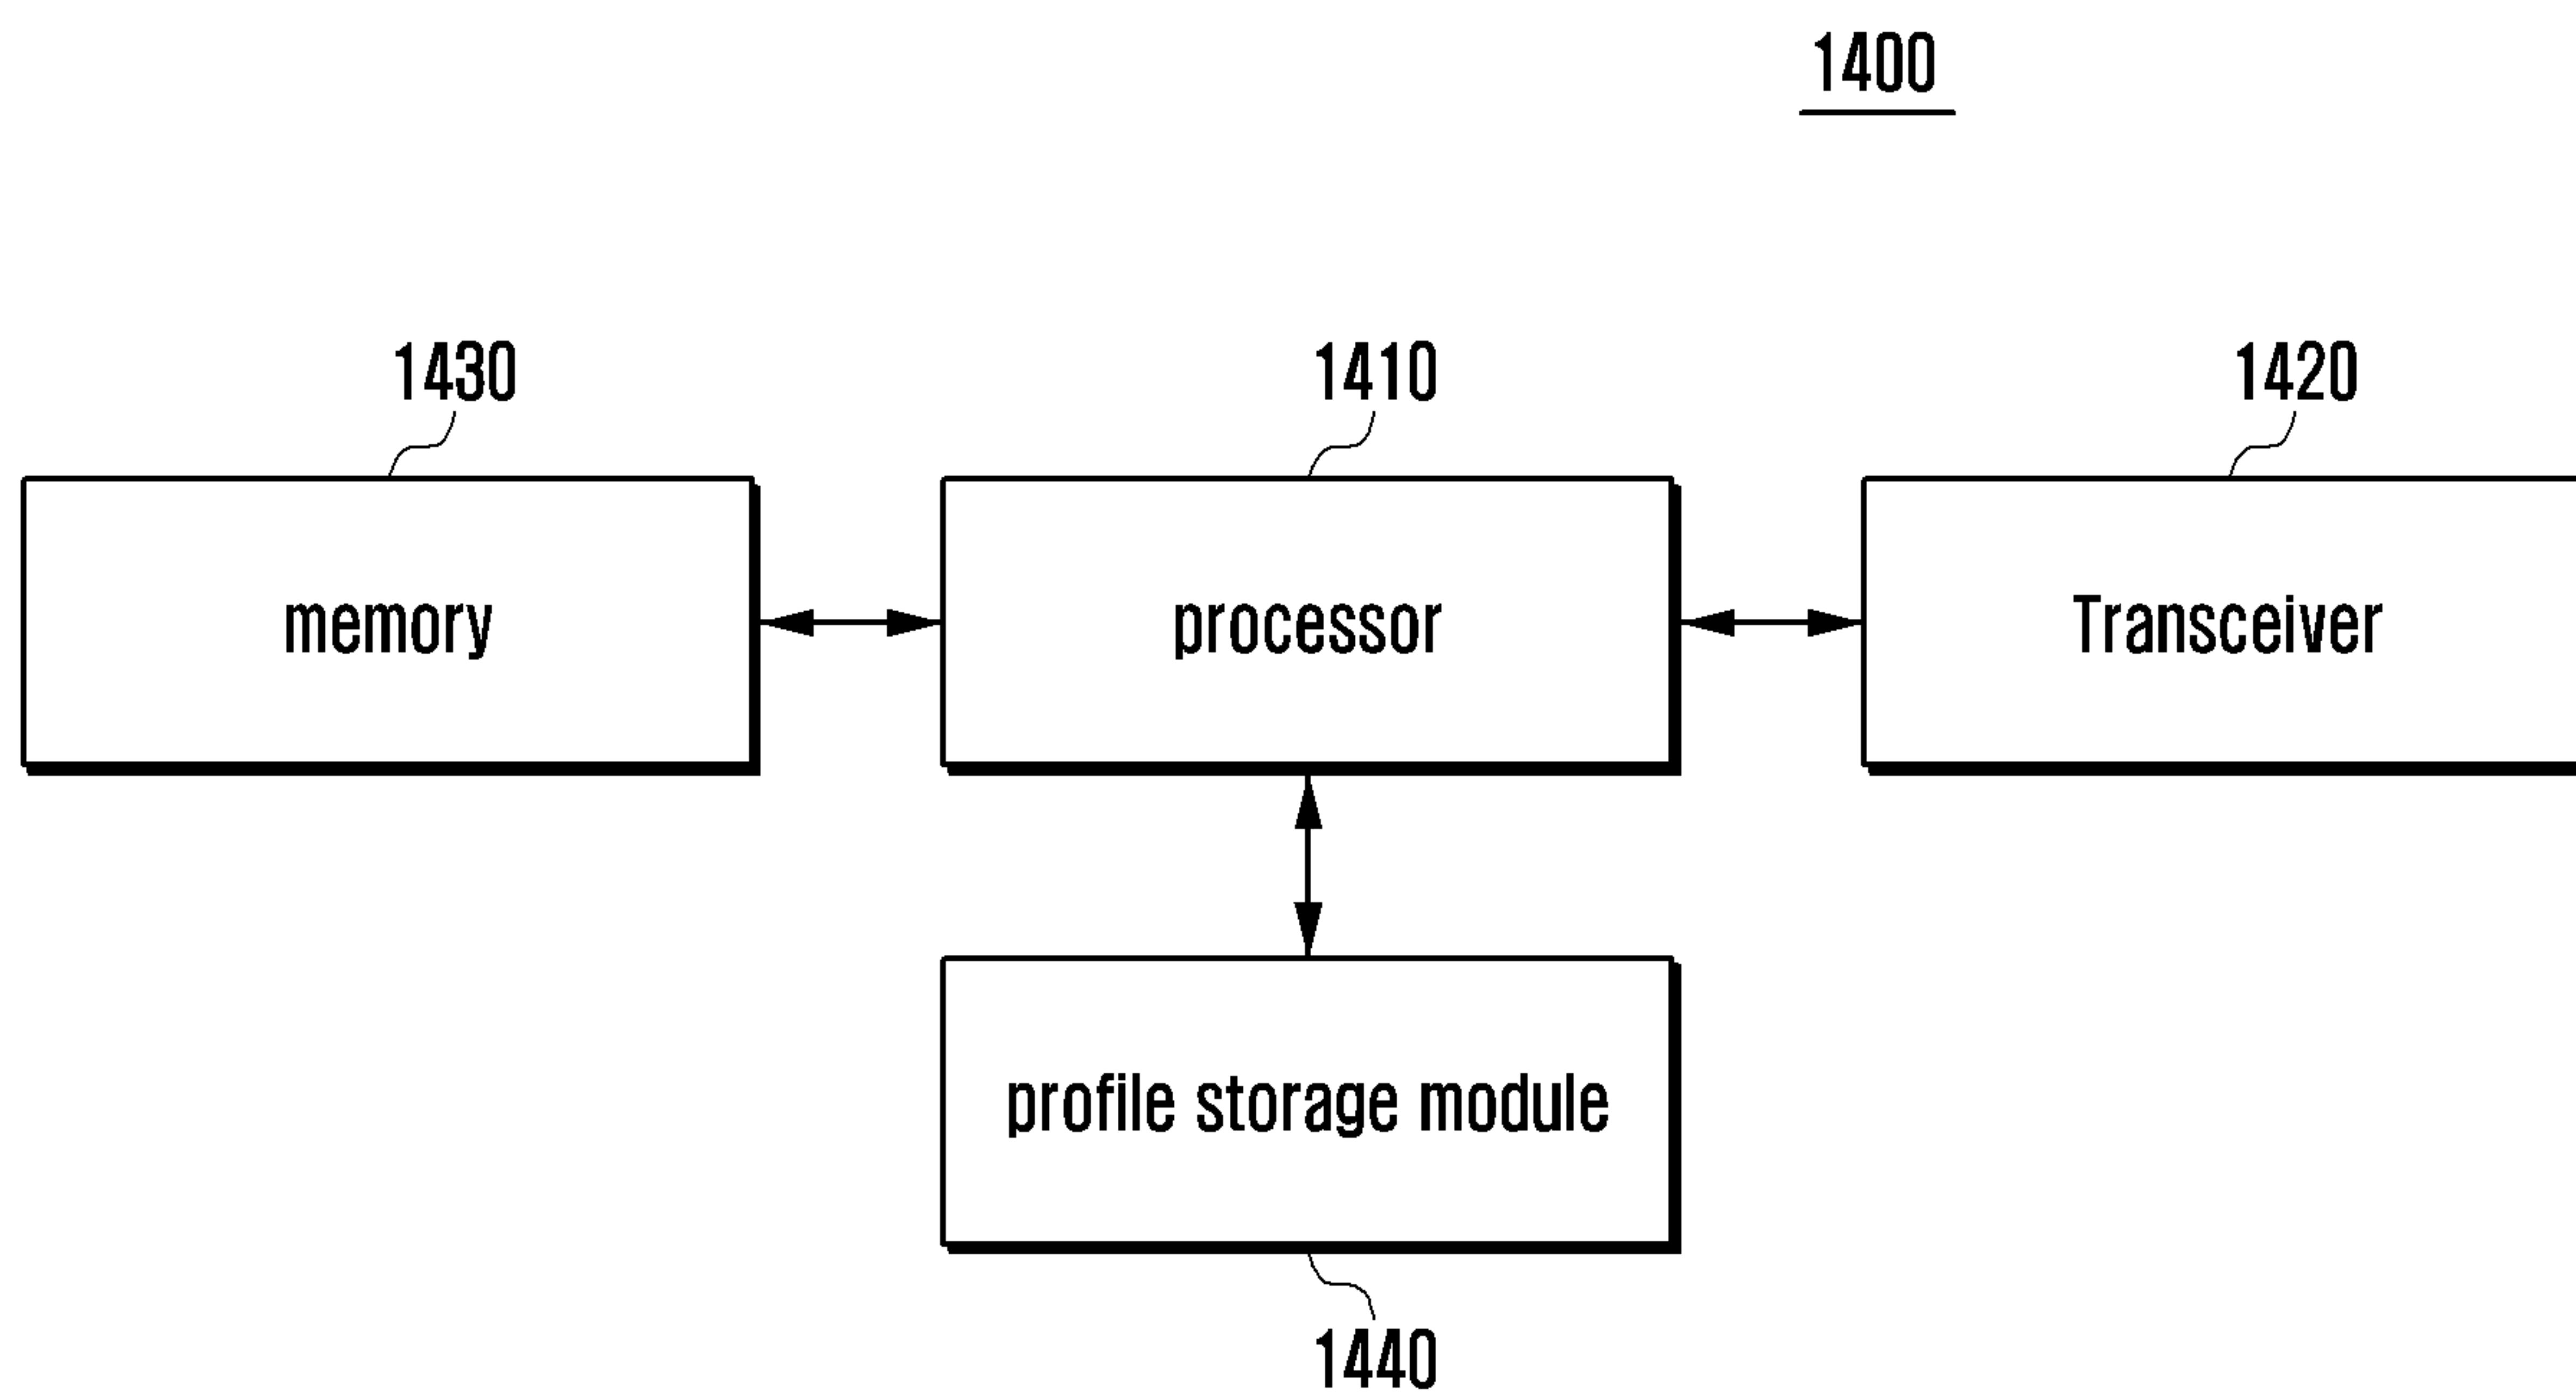 1400
1430
1410
1420
memory
processor
Transceiver
profile storage module
1440